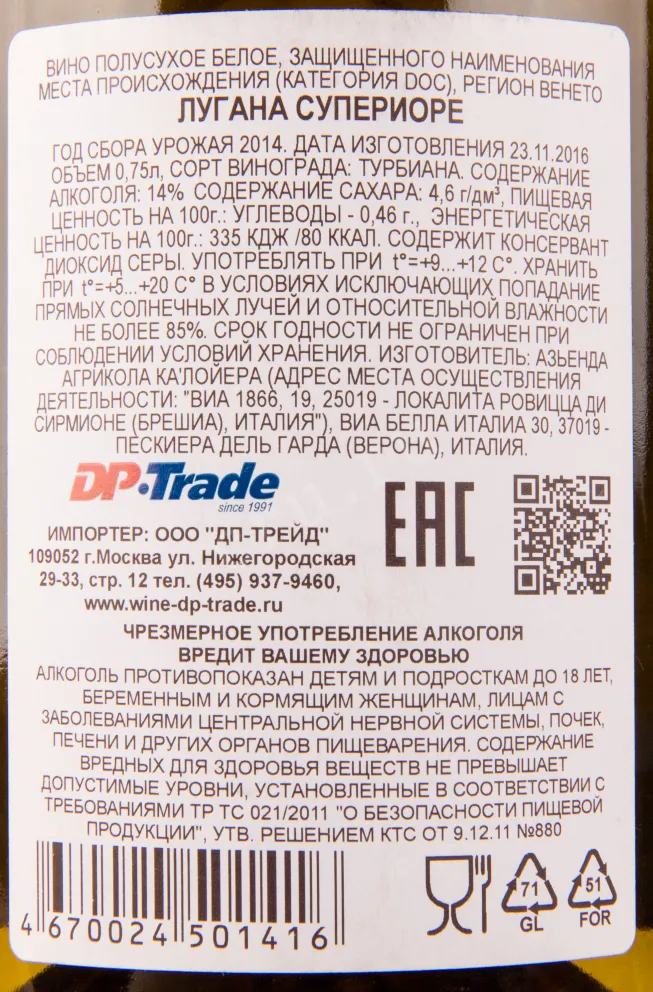 ВИНО ПОЛУСУХОЕ БЕЛОЕ, ЗАЩИЩЕННОГО НАИМЕНОВАНИЯ
МЕСТА ПРОИСХОЖДЕНИЯ (КАТЕГОРИЯ DOC), РЕГИОН ВЕНЕТО
ЛУГАНА СУПЕРИОРЕ
ГОД СБОРА УРОЖАЯ 2014. ДАТА ИЗГОТОВЛЕНИЯ 23.11.2016
ОБЪЕМ 0,75л, СОРТ ВИНОГРАДА: ТУРБИАНА. СОДЕРЖАНИЕ
АЛКОГОЛЯ: 14% СОДЕРЖАНИЕ САХАРА: 4,6 г/дм³, ПИЩЕВАЯ
ЦЕННОСТЬ НА 100г.: УГЛЕВОДЫ - 0,46 г., ЭНЕРГЕТИЧЕСКАЯ
ЦЕННОСТЬ НА 100г.: 335 КДЖ /80 ККАЛ. СОДЕРЖИТ КОНСЕРВАНТ
ДИОКСИД СЕРЫ. УПОТРЕБЛЯТЬ ПРИ t°=+9...+12 С°. ХРАНИТЬ
ПРИ t°=+5...+20 С° В УСЛОВИЯХ ИСКЛЮЧАЮЩИХ ПОПАДАНИЕ
ПРЯМЫХ СОЛНЕЧНЫХ ЛУЧЕЙ И ОТНОСИТЕЛЬНОЙ ВЛАЖНОСТИ
НЕ БОЛЕЕ 85%. СРОК ГОДНОСТИ НЕ ОГРАНИЧЕН ПРИ
СОБЛЮДЕНИИ УСЛОВИЙ ХРАНЕНИЯ. ИЗГОТОВИТЕЛЬ: АЗЬЕНДА
АГРИКОЛА КА'ЛОЙЕРА (АДРЕС МЕСТА ОСУЩЕСТВЛЕНИЯ
ДЕЯТЕЛЬНОСТИ: "ВИА 1866, 19, 25019 - ЛОКАЛИТА РОВИЦЦА ДИ
СИРМИОНЕ (БРЕШИА), ИТАЛИЯ"), ВИА БЕЛЛА ИТАЛИА 30, 37019 -
ПЕСКИЕРА ДЕЛЬ ГАРДА (ВЕРОНА), ИТАЛИЯ.
DP·Trade
since 1991
EAC
ИМПОРТЕР: ООО "ДП-ТРЕЙД"
109052 г.Москва ул. Нижегородская
29-33, стр. 12 тел. (495) 937-9460,
www.wine-dp-trade.ru
ЧРЕЗМЕРНОЕ УПОТРЕБЛЕНИЕ АЛКОГОЛЯ
ВРЕДИТ ВАШЕМУ ЗДОРОВЬЮ
АЛКОГОЛЬ ПРОТИВОПОКАЗАН ДЕТЯМ И ПОДРОСТКАМ ДО 18 ЛЕТ,
БЕРЕМЕННЫМ И КОРМЯЩИМ ЖЕНЩИНАМ, ЛИЦАМ С
ЗАБОЛЕВАНИЯМИ ЦЕНТРАЛЬНОЙ НЕРВНОЙ СИСТЕМЫ, ПОЧЕК,
ПЕЧЕНИ И ДРУГИХ ОРГАНОВ ПИЩЕВАРЕНИЯ. СОДЕРЖАНИЕ
ВРЕДНЫХ ДЛЯ ЗДОРОВЬЯ ВЕЩЕСТВ НЕ ПРЕВЫШАЕТ
ДОПУСТИМЫЕ УРОВНИ, УСТАНОВЛЕННЫЕ В СООТВЕТСТВИИ С
ТРЕБОВАНИЯМИ ТР ТС 021/2011 "О БЕЗОПАСНОСТИ ПИЩЕВОЙ
ПРОДУКЦИИ", УТВ. РЕШЕНИЕМ КТС ОТ 9.12.11 №880
4 670024 501416
71
GL
51
FOR